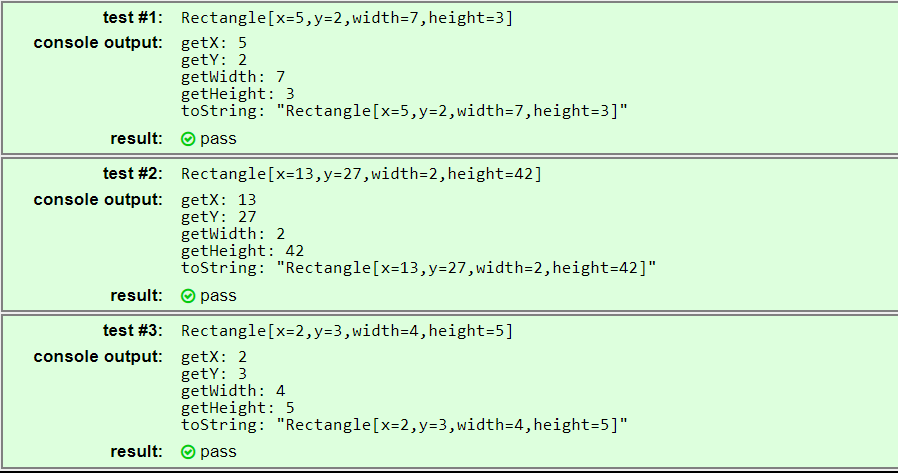 test #1: Rectangle[x=5,y=2,width=7,height=3]
console output: getX: 5
getY: 2
getWidth: 7
getHeight: 3
toString: "Rectangle[x=5,y=2,width=7,height=3]"
result: pass
test #2: Rectangle[x=13,y=27,width=2,height=42]
console output: getX: 13
getY: 27
getWidth: 2
getHeight: 42
toString: "Rectangle[x=13,y=27,width=2,height=42]"
result: pass
test #3: Rectangle[x=2,y=3,width=4,height=5]
console output: getX: 2
getY: 3
getWidth: 4
getHeight: 5
toString: "Rectangle[x=2,y=3,width=4,height=5]"
result: pass